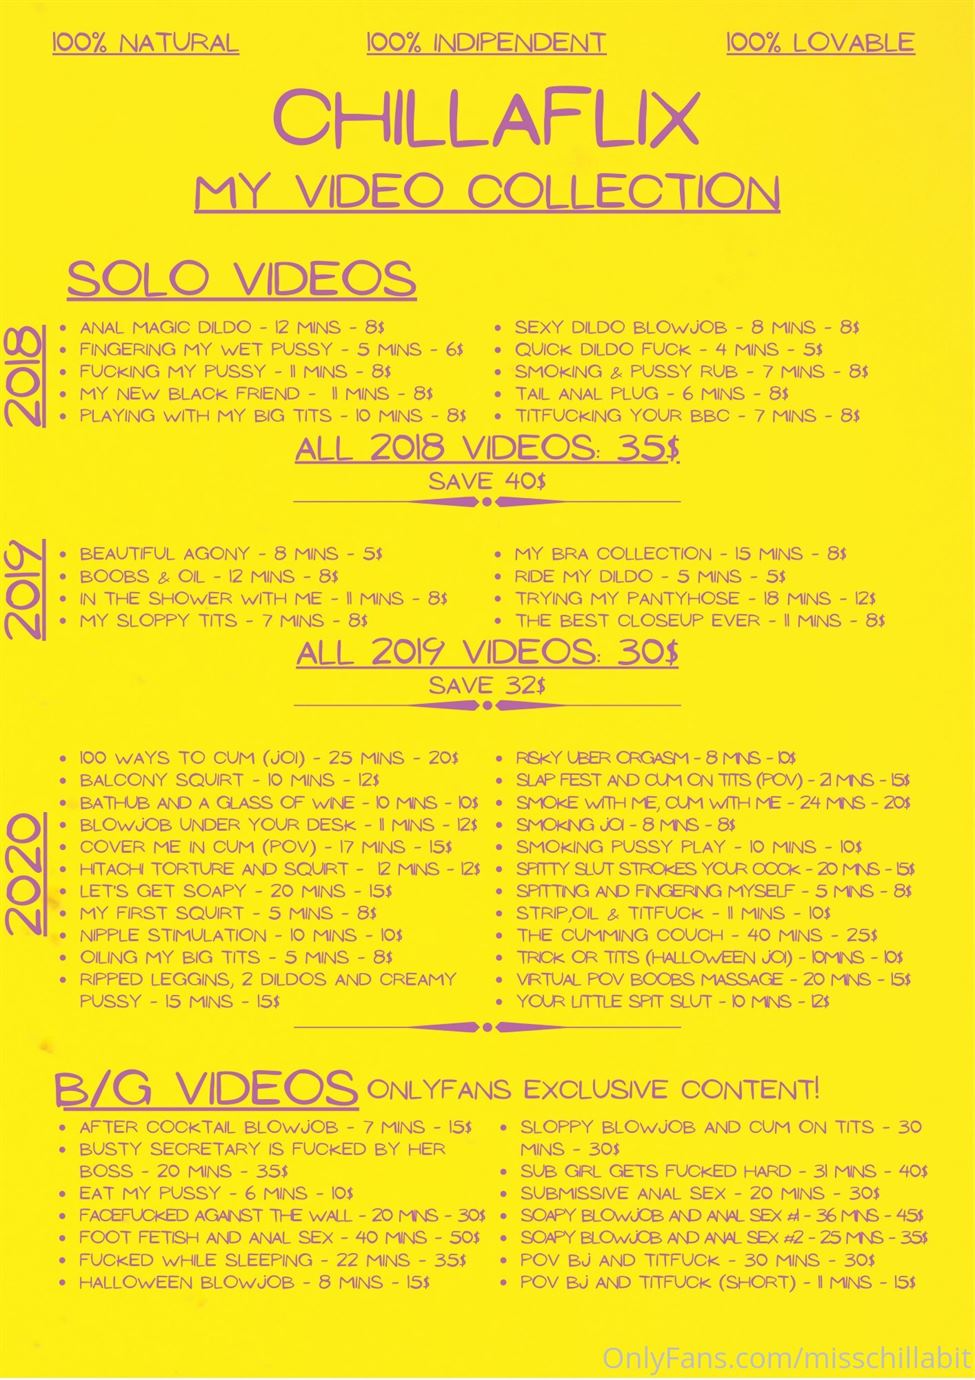 100% NATURAL 100% INDIPENDENT 100% LOVABLE
CHILLAFLIX
MY VIDEO COLLECTION
SOLO VIDEOS
2018
• ANAL MAGIC DILDO - 12 MINS - 8$
• FINGERING MY WET PUSSY - 5 MINS - 6$
• FUCKING MY PUSSY - 11 MINS - 8$
• MY NEW BLACK FRIEND - 11 MINS - 8$
• PLAYING WITH MY BIG TITS - 10 MINS - 8$
• SEXY DILDO BLOWJOB - 8 MINS - 8$
• QUICK DILDO FUCK - 4 MINS - 5$
• SMOKING & PUSSY RUB - 7 MINS - 8$
• TAIL ANAL PLUG - 6 MINS - 8$
• TITFUCKING YOUR BBC - 7 MINS - 8$
ALL 2018 VIDEOS: 35$
SAVE 40$
2019
• BEAUTIFUL AGONY - 8 MINS - 5$
• BOOBS & OIL - 12 MINS - 8$
• IN THE SHOWER WITH ME - 11 MINS - 8$
• MY SLOPPY TITS - 7 MINS - 8$
• MY BRA COLLECTION - 15 MINS - 8$
• RIDE MY DILDO - 5 MINS - 5$
• TRYING MY PANTYHOSE - 18 MINS - 12$
• THE BEST CLOSEUP EVER - 11 MINS - 8$
ALL 2019 VIDEOS: 30$
SAVE 32$
2020
• 100 WAYS TO CUM (JOI) - 25 MINS - 20$
• BALCONY SQUIRT - 10 MINS - 12$
• BATHUB AND A GLASS OF WINE - 10 MINS - 10$
• BLOWJOB UNDER YOUR DESK - 11 MINS - 12$
• COVER ME IN CUM (POV) - 17 MINS - 15$
• HITACHI TORTURE AND SQUIRT - 12 MINS - 12$
• LET'S GET SOAPY - 20 MINS - 15$
• MY FIRST SQUIRT - 5 MINS - 8$
• NIPPLE STIMULATION - 10 MINS - 10$
• OILING MY BIG TITS - 5 MINS - 8$
• RIPPED LEGGINS, 2 DILDOS AND CREAMY
PUSSY - 15 MINS - 15$
• RISKY UBER ORGASM - 8 MINS - 10$
• SLAP FEST AND CUM ON TITS (POV) - 21 MINS - 15$
• SMOKE WITH ME, CUM WITH ME - 24 MINS - 20$
• SMOKING JOI - 8 MINS - 8$
• SMOKING PUSSY PLAY - 10 MINS - 10$
• SPITTY SLUT STROKES YOUR COCK - 20 MINS - 15$
• SPITTING AND FINGERING MYSELF - 5 MINS - 8$
• STRIP,OIL & TITFUCK - 11 MINS - 10$
• THE CUMMING COUCH - 40 MINS - 25$
• TRICK OR TITS (HALLOWEEN JOI) - 10MINS - 10$
• VIRTUAL POV BOOBS MASSAGE - 20 MINS - 15$
• YOUR LITTLE SPIT SLUT - 10 MINS - 12$
B/G VIDEOS ONLYFANS EXCLUSIVE CONTENT!
• AFTER COCKTAIL BLOWJOB - 7 MINS - 15$
• BUSTY SECRETARY IS FUCKED BY HER
BOSS - 20 MINS - 35$
• EAT MY PUSSY - 6 MINS - 10$
• FACEFUCKED AGAINST THE WALL - 20 MINS - 30$
• FOOT FETISH AND ANAL SEX - 40 MINS - 50$
• FUCKED WHILE SLEEPING - 22 MINS - 35$
• HALLOWEEN BLOWJOB - 8 MINS - 15$
• SLOPPY BLOWJOB AND CUM ON TITS - 30
MINS - 30$
• SUB GIRL GETS FUCKED HARD - 31 MINS - 40$
• SUBMISSIVE ANAL SEX - 20 MINS - 30$
• SOAPY BLOWJOB AND ANAL SEX #1 - 36 MINS - 45$
• SOAPY BLOWJOB AND ANAL SEX #2 - 25 MINS - 35$
• POV BJ AND TITFUCK - 30 MINS - 30$
• POV BJ AND TITFUCK (SHORT) - 11 MINS - 15$
OnlyFans.com/misschillabit